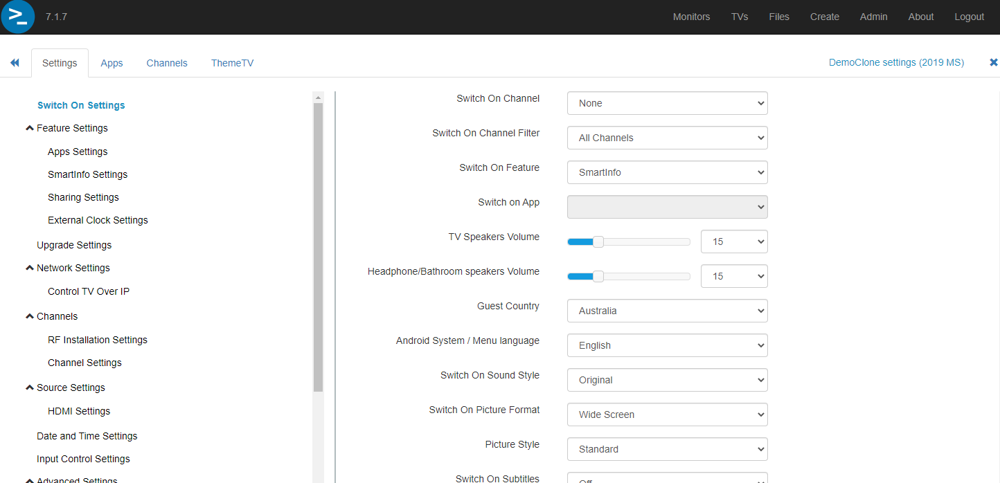 7.1.7 Monitors TVs Files Create Admin About Logout
Settings Apps Channels ThemeTV DemoClone settings (2019 MS)
Switch On Settings
Feature Settings
Apps Settings
SmartInfo Settings
Sharing Settings
External Clock Settings
Upgrade Settings
Network Settings
Control TV Over IP
Channels
RF Installation Settings
Channel Settings
Source Settings
HDMI Settings
Date and Time Settings
Input Control Settings
Advanced Settings
Switch On Channel None
Switch On Channel Filter All Channels
Switch On Feature SmartInfo
Switch on App
TV Speakers Volume 15
Headphone/Bathroom speakers Volume 15
Guest Country Australia
Android System / Menu language English
Switch On Sound Style Original
Switch On Picture Format Wide Screen
Picture Style Standard
Switch On Subtitles Off